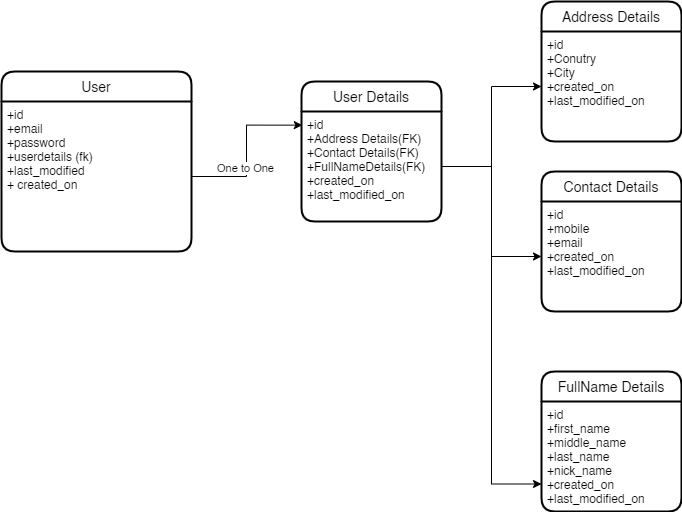 User
+id
+email
+password
+userdetails (fk)
+last_modified
+ created_on
One to One
User Details
+id
+Address Details(FK)
+Contact Details(FK)
+FullNameDetails(FK)
+created_on
+last_modified_on
Address Details
+id
+Conutry
+City
+created_on
+last_modified_on
Contact Details
+id
+mobile
+email
+created_on
+last_modified_on
FullName Details
+id
+first_name
+middle_name
+last_name
+nick_name
+created_on
+last_modified_on